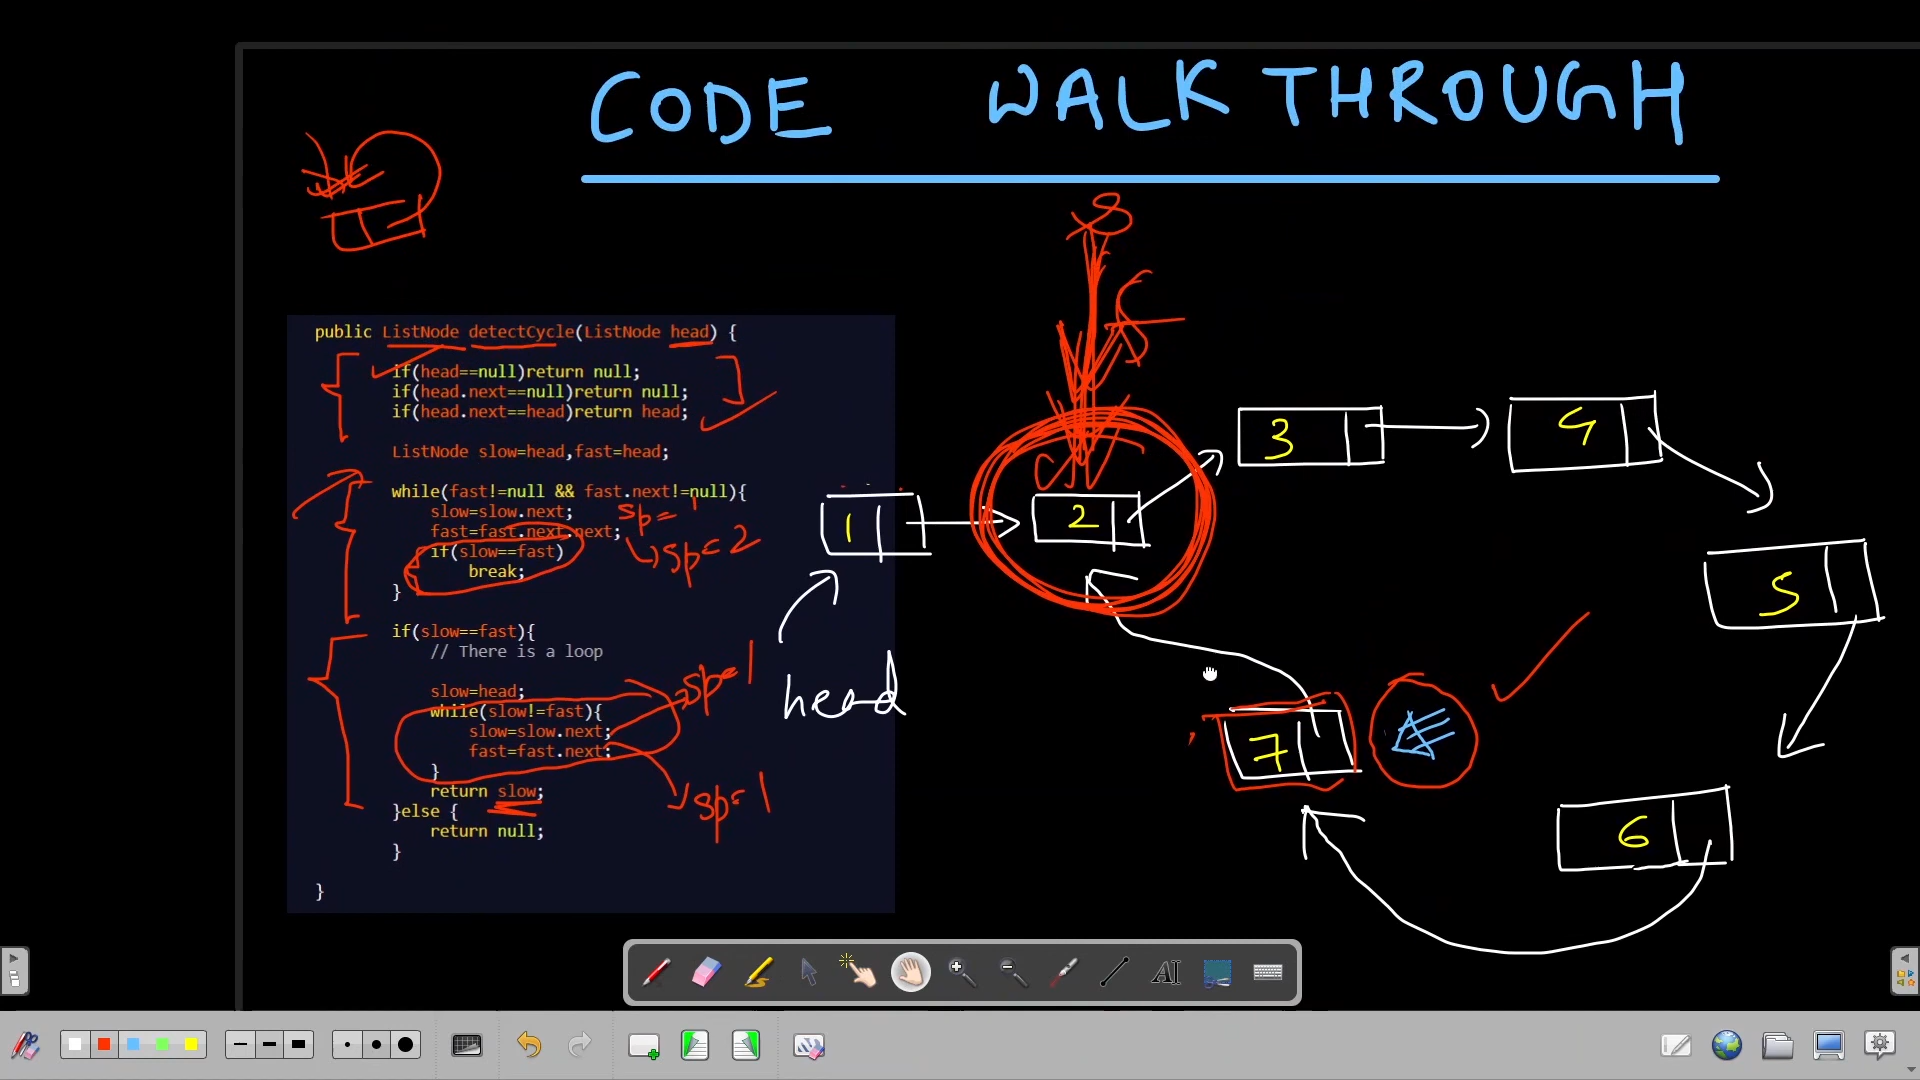 CODE WALK THROUGH
public ListNode detectCycle(ListNode head) {
if(head==null)return null;
if(head.next==null)return null;
if(head.next==head)return head;
ListNode slow=head,fast=head;
while(fast!=null && fast.next!=null){
slow=slow.next;
sp=1
fast=fast.next.next;
sp=2
if(slow==fast)
break;
}
if(slow==fast){
// There is a loop
slow=head;
sp=1
while(slow!=fast){
slow=slow.next;
fast=fast.next;
}
return slow;
sp=1
}else {
return null;
}
}
S
f
1
2
3
4
5
6
7
head
AI